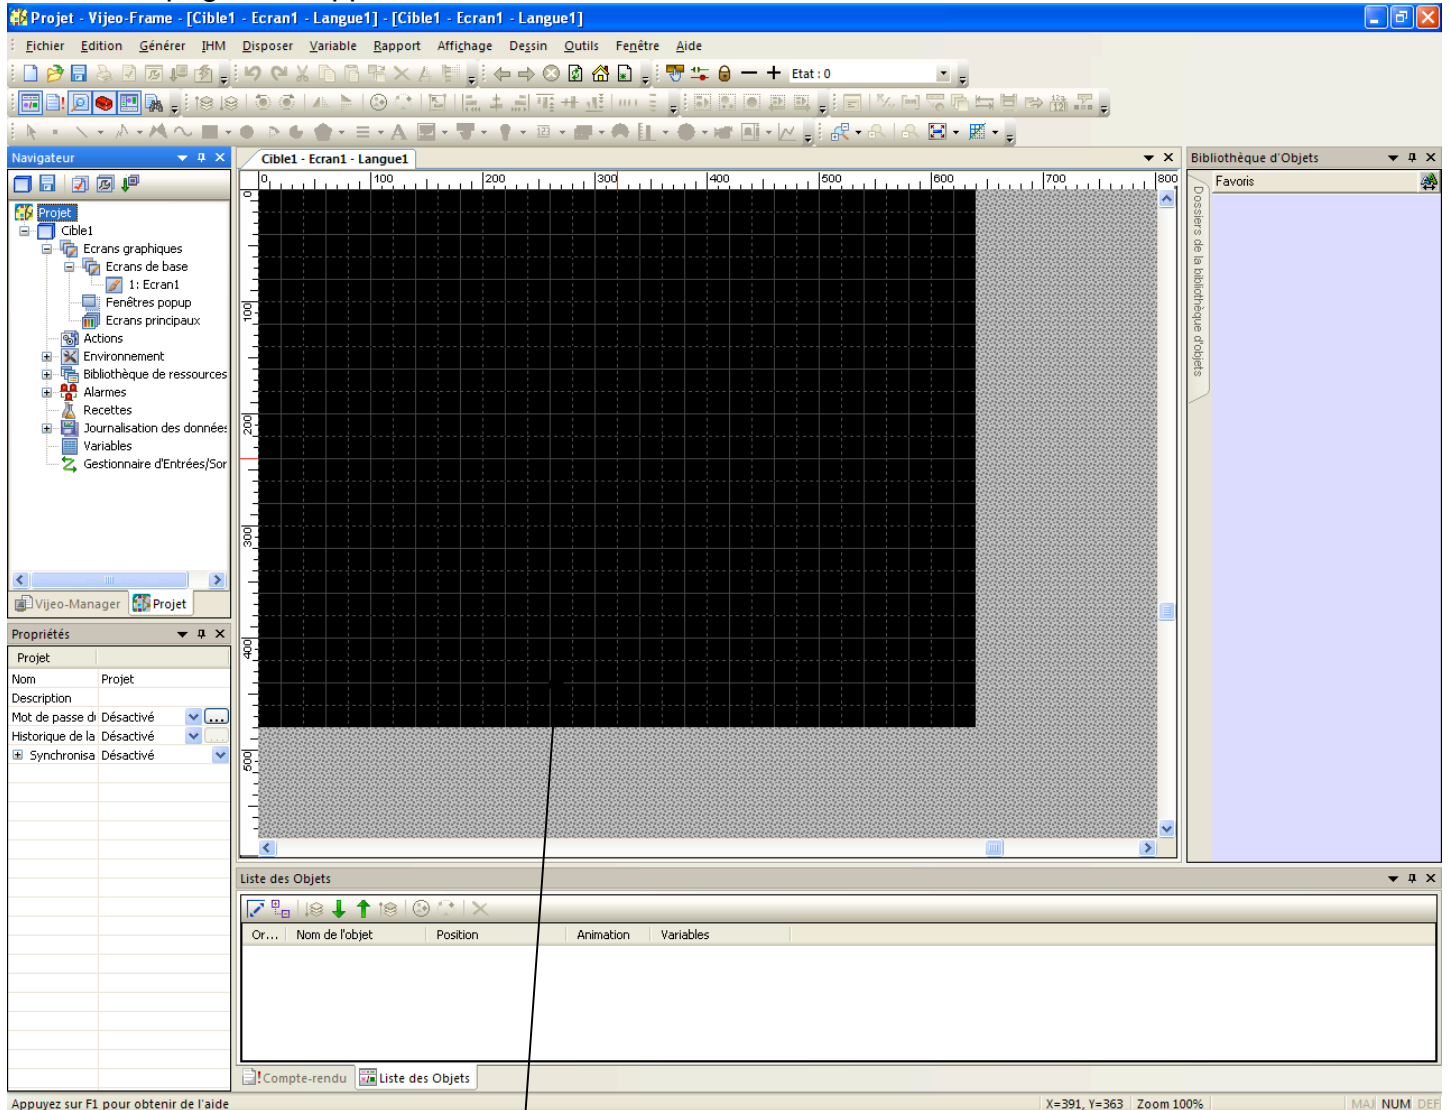 Projet - Vijeo-Frame - [Cible1 - Ecran1 - Langue1] - [Cible1 - Ecran1 - Langue1]
Fichier Edition Générer IHM Disposer Variable Rapport Affichage Dessin Outils Fenêtre Aide
Etat : 0
Navigateur
Cible1 - Ecran1 - Langue1
Bibliothèque d'Objets
0 100 200 300 400 500 600 700 800
Favoris
Dossiers de la bibliothèque d'objets
Projet
Cible1
Ecrans graphiques
Ecrans de base
1: Ecran1
Fenêtres popup
Ecrans principaux
Actions
Environnement
Bibliothèque de ressources
Alarmes
Recettes
Journalisation des données
Variables
Gestionnaire d'Entrées/Sor
0
100
200
300
400
500
Vijeo-Manager Projet
Propriétés
Projet
Nom Projet
Description
Mot de passe du Désactivé ...
Historique de la Désactivé ...
Synchronisa Désactivé
Liste des Objets
Or... Nom de l'objet Position Animation Variables
Compte-rendu Liste des Objets
Appuyez sur F1 pour obtenir de l'aide X=391, Y=363 Zoom 100% MAJ NUM DEF